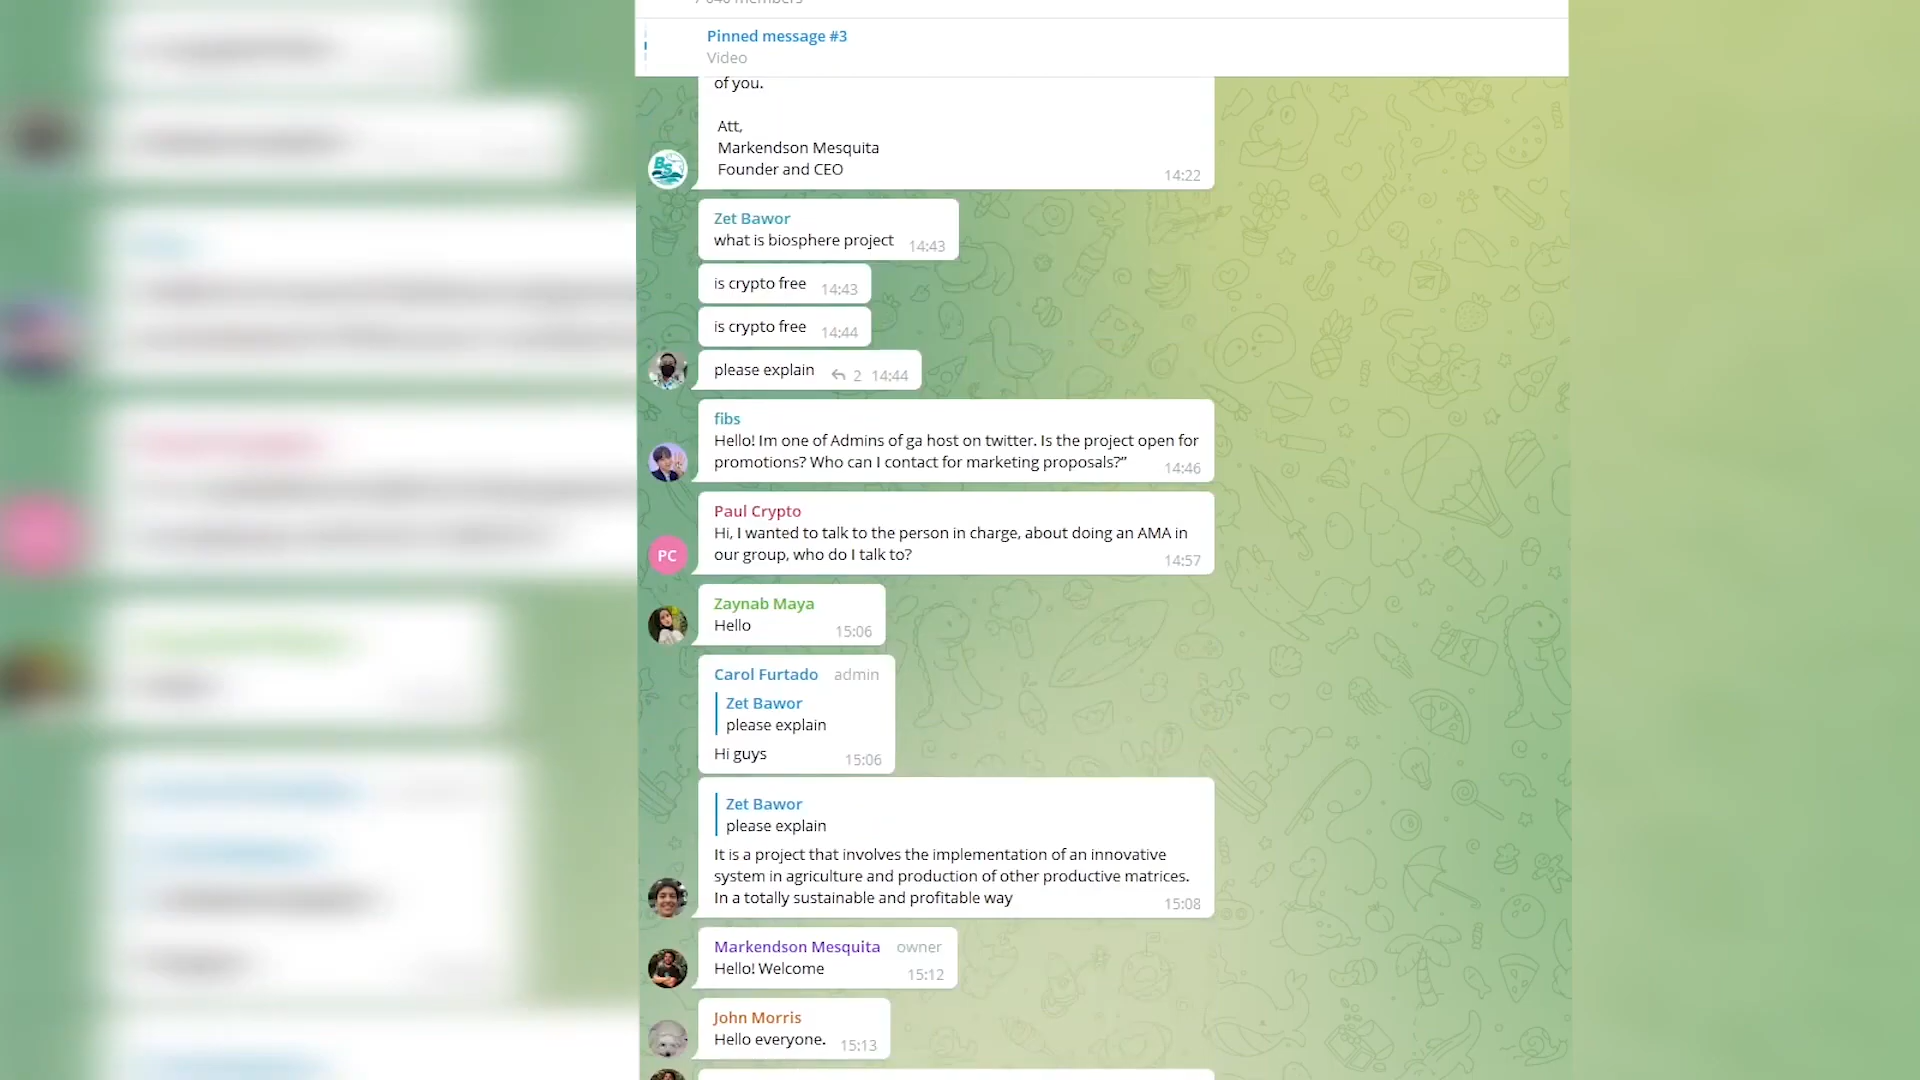 Pinned message #3
Video
of you.
Att,
Markendson Mesquita
Founder and CEO
14:22
BS
Zet Bawor
what is biosphere project 14:43
is crypto free 14:43
is crypto free 14:44
please explain 2 14:44
fibs
Hello! Im one of Admins of ga host on twitter. Is the project open for
promotions? Who can I contact for marketing proposals?” 14:46
Paul Crypto
Hi, I wanted to talk to the person in charge, about doing an AMA in
our group, who do I talk to? 14:57
PC
Zaynab Maya
Hello 15:06
Carol Furtado admin
Zet Bawor
please explain
Hi guys 15:06
Zet Bawor
please explain
It is a project that involves the implementation of an innovative
system in agriculture and production of other productive matrices.
In a totally sustainable and profitable way 15:08
Markendson Mesquita owner
Hello! Welcome 15:12
John Morris
Hello everyone. 15:13